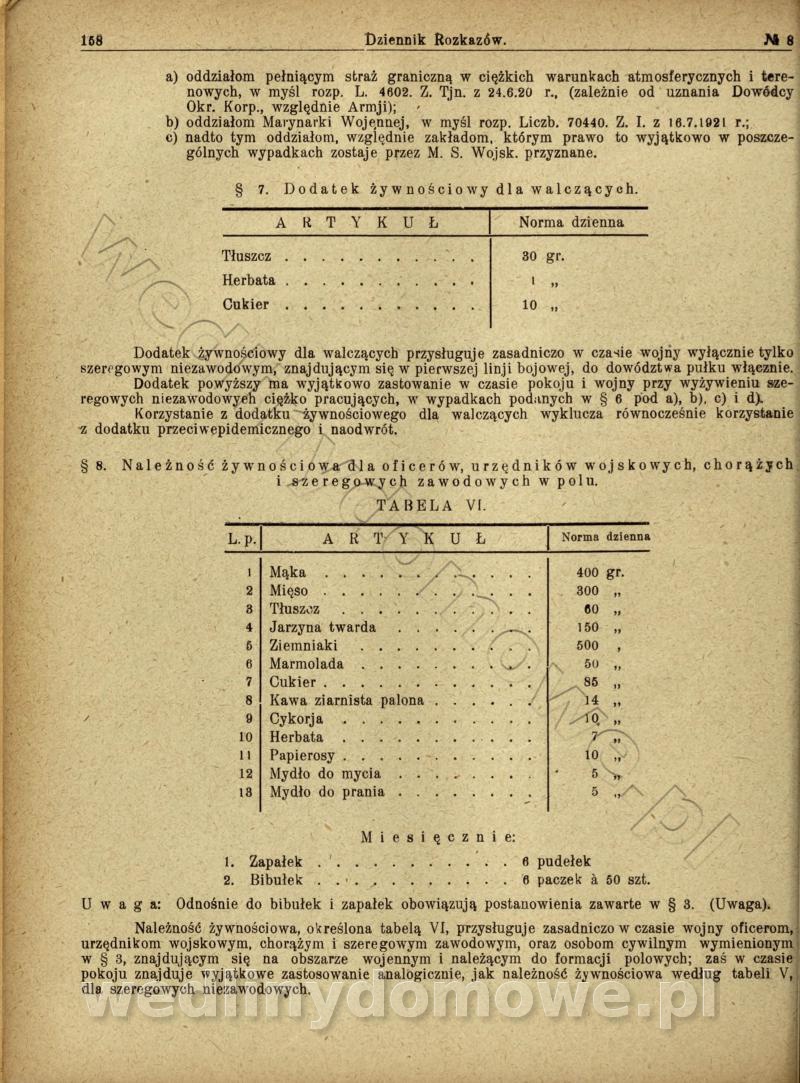 168 Dziennik Rozkazów. № 8
a) oddziałom pełniącym straż graniczną w ciężkich warunkach atmosferycznych i tere-
nowych, w myśl rozp. L. 4602. Z. Tjn. z 24.6.20 r., (zależnie od uznania Dowódcy
Okr. Korp., względnie Armji);
b) oddziałom Marynarki Wojennej, w myśl rozp. Liczb. 70440. Z. I. z 16.7.1921 r.;
c) nadto tym oddziałom, względnie zakładom, którym prawo to wyjątkowo w poszcze-
gólnych wypadkach zostaje przez M. S. Wojsk. przyznane.
§ 7. Dodatek żywnościowy dla walczących.
ARTYKUŁ Norma dzienna
Tłuszcz . . . . . . . . . . . 30 gr.
Herbata . . . . . . . . . . . 1 „
Cukier . . . . . . . . . . . 10 „
Dodatek żywnościowy dla walczących przysługuje zasadniczo w czasie wojny wyłącznie tylko
szeregowym niezawodowym, znajdującym się w pierwszej linji bojowej, do dowództwa pułku włącznie.
Dodatek powyższy ma wyjątkowo zastowanie w czasie pokoju i wojny przy wyżywieniu sze-
regowych niezawodowych ciężko pracujących, w wypadkach podanych w § 6 pod a), b), c) i d).
Korzystanie z dodatku żywnościowego dla walczących wyklucza równocześnie korzystanie
z dodatku przeciwepidemicznego i naodwrót.
§ 8. Należność żywnościowa dla oficerów, urzędników wojskowych, chorążych
i szeregowych zawodowych w polu.
TABELA VI.
L. p. ARTYKUŁ Norma dzienna
1 Mąka . . . . . . . . . . . . 400 gr.
2 Mięso . . . . . . . . . . . . 300 „
3 Tłuszcz . . . . . . . . . . . 60 „
4 Jarzyna twarda . . . . . . . . 150 „
5 Ziemniaki . . . . . . . . . . 500 „
6 Marmolada . . . . . . . . . . 50 „
7 Cukier . . . . . . . . . . . . 85 „
8 Kawa ziarnista palona . . . . . . 14 „
9 Cykorja . . . . . . . . . . . 10 „
10 Herbata . . . . . . . . . . . 7 „
11 Papierosy . . . . . . . . . . . 10 „
12 Mydło do mycia . . . . . . . . 5 „
13 Mydło do prania . . . . . . . . 5 „
Miesięcznie:
1. Zapałek . . . . . . . . . . . 6 pudełek
2. Bibułek . . . . . . . . . . . 6 paczek à 50 szt.
Uwaga: Odnośnie do bibułek i zapałek obowiązują postanowienia zawarte w § 3. (Uwaga).
Należność żywnościowa, określona tabelą VI, przysługuje zasadniczo w czasie wojny oficerom,
urzędnikom wojskowym, chorążym i szeregowym zawodowym, oraz osobom cywilnym wymienionym
w § 3, znajdującym się na obszarze wojennym i należącym do formacji polowych; zaś w czasie
pokoju znajduje wyjątkowe zastosowanie analogicznie, jak należność żywnościowa według tabeli V,
dla szeregowych niezawodowych.
wedlinydomowe.pl